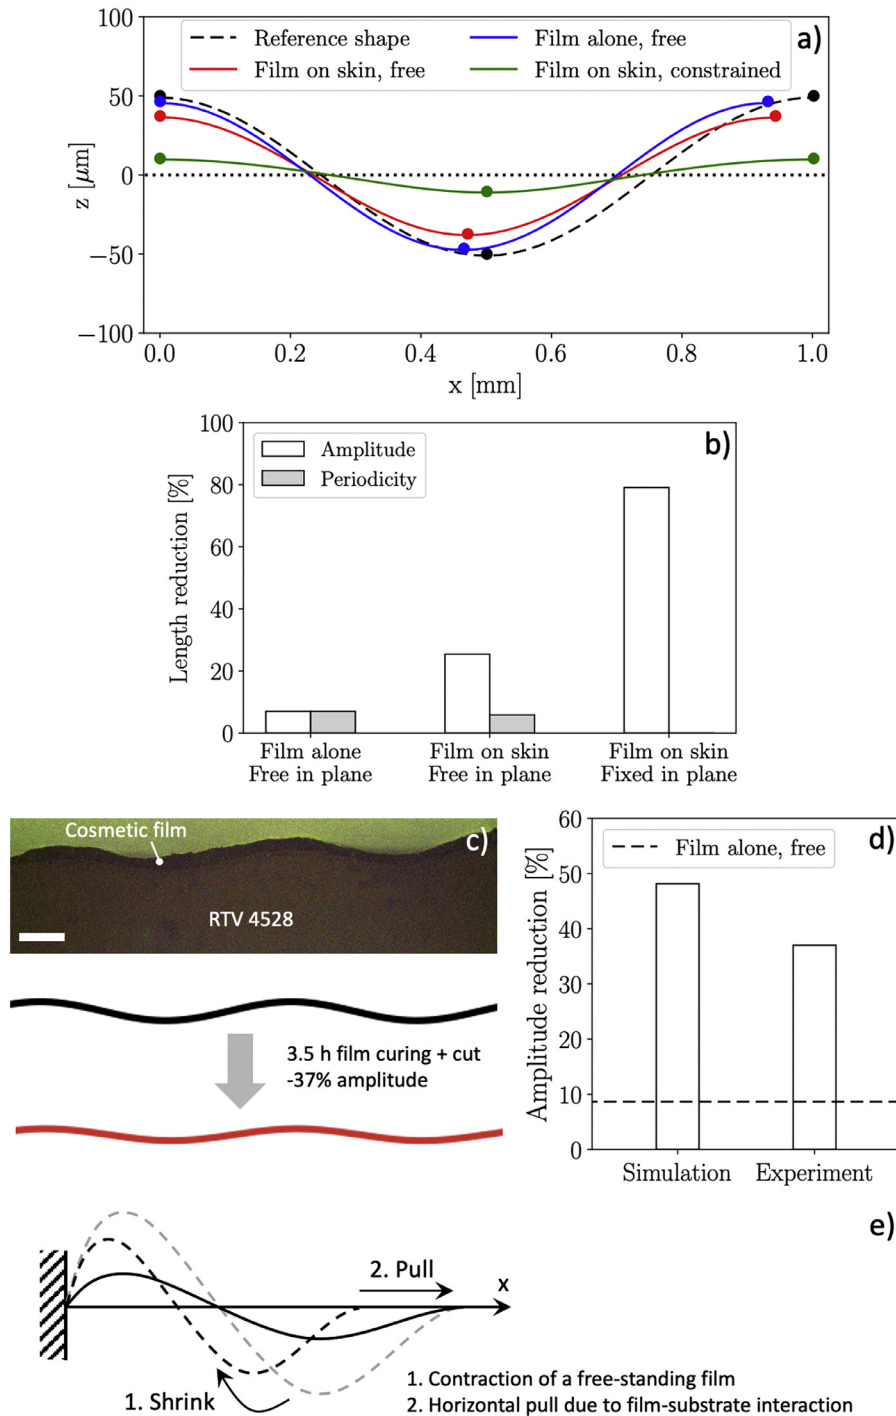 a)
Reference shape
Film on skin, free
Film alone, free
Film on skin, constrained
z [μm]
100
50
0
−50
−100
0.0 0.2 0.4 0.6 0.8 1.0
x [mm]
b)
Amplitude
Periodicity
Length reduction [%]
100
80
60
40
20
0
Film alone
Free in plane
Film on skin
Free in plane
Film on skin
Fixed in plane
c)
Cosmetic film
RTV 4528
3.5 h film curing + cut
-37% amplitude
d)
Film alone, free
Amplitude reduction [%]
60
50
40
30
20
10
0
Simulation Experiment
e)
2. Pull
x
1. Shrink
1. Contraction of a free-standing film
2. Horizontal pull due to film-substrate interaction